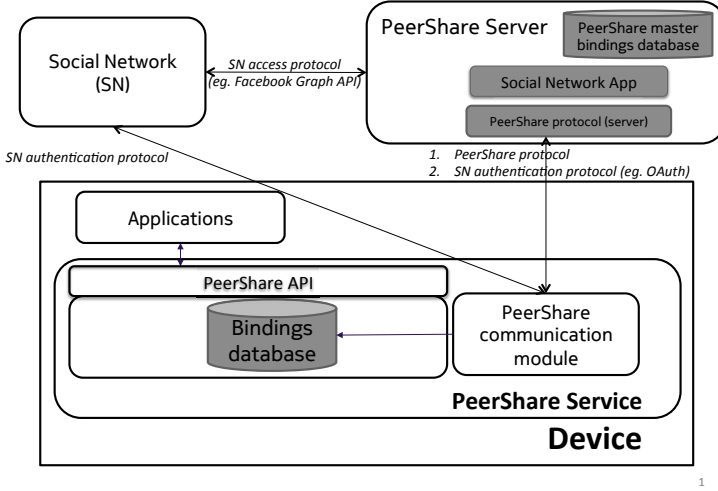 Social Network
(SN)
SN access protocol
(eg. Facebook Graph API)
PeerShare Server
PeerShare master
bindings database
Social Network App
PeerShare protocol (server)
SN authentication protocol
1. PeerShare protocol
2. SN authentication protocol (eg. OAuth)
Applications
PeerShare API
Bindings
database
PeerShare
communication
module
PeerShare Service
Device
1